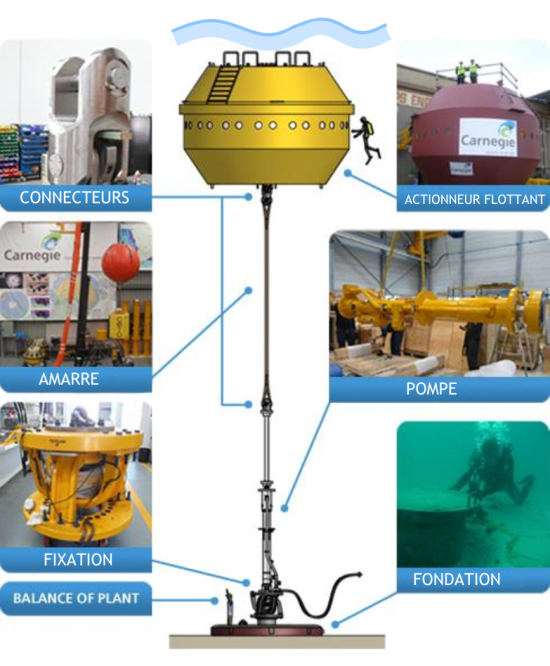 CONNECTEURS
Carnegie
ACTIONNEUR FLOTTANT
Carnegie
AMARRE
POMPE
FIXATION
FONDATION
BALANCE OF PLANT